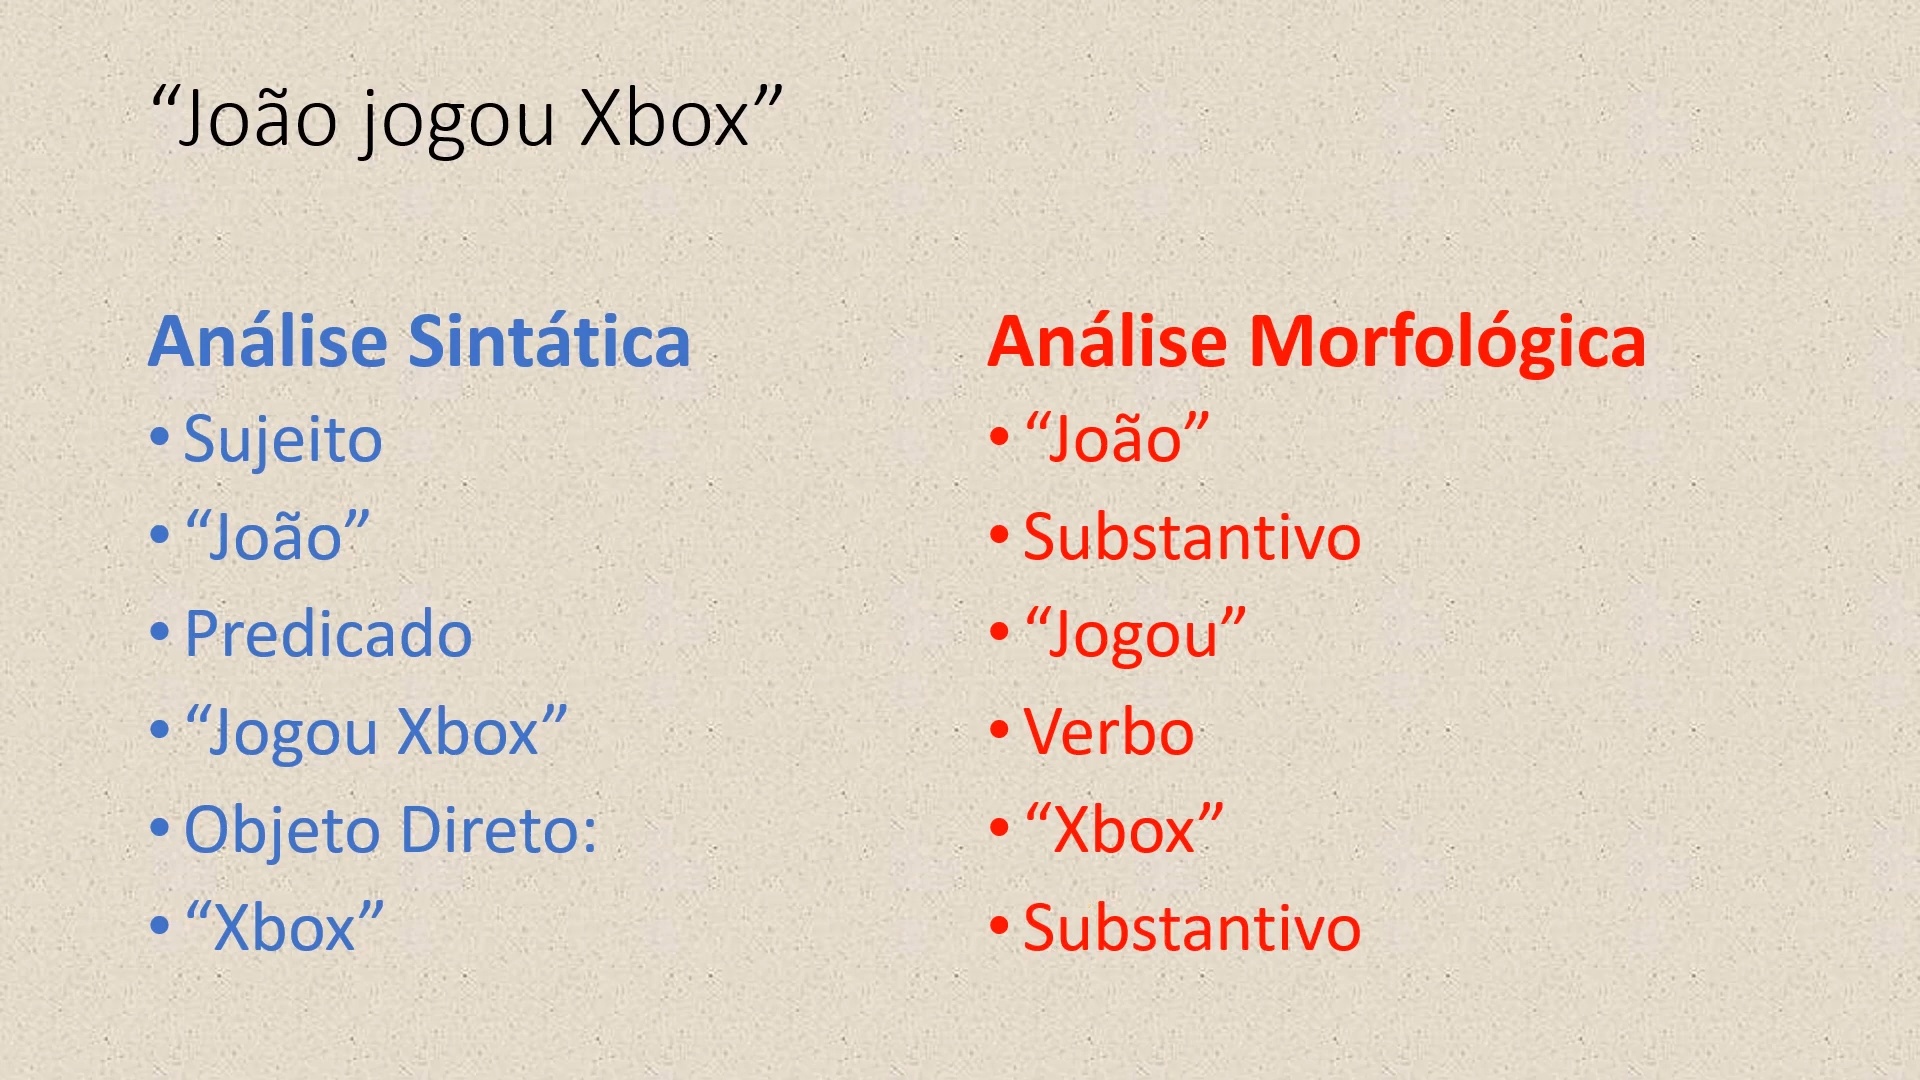 “João jogou Xbox”
Análise Sintática
• Sujeito
• “João”
• Predicado
• “Jogou Xbox”
• Objeto Direto:
• “Xbox”
Análise Morfológica
• “João”
• Substantivo
• “Jogou”
• Verbo
• “Xbox”
• Substantivo